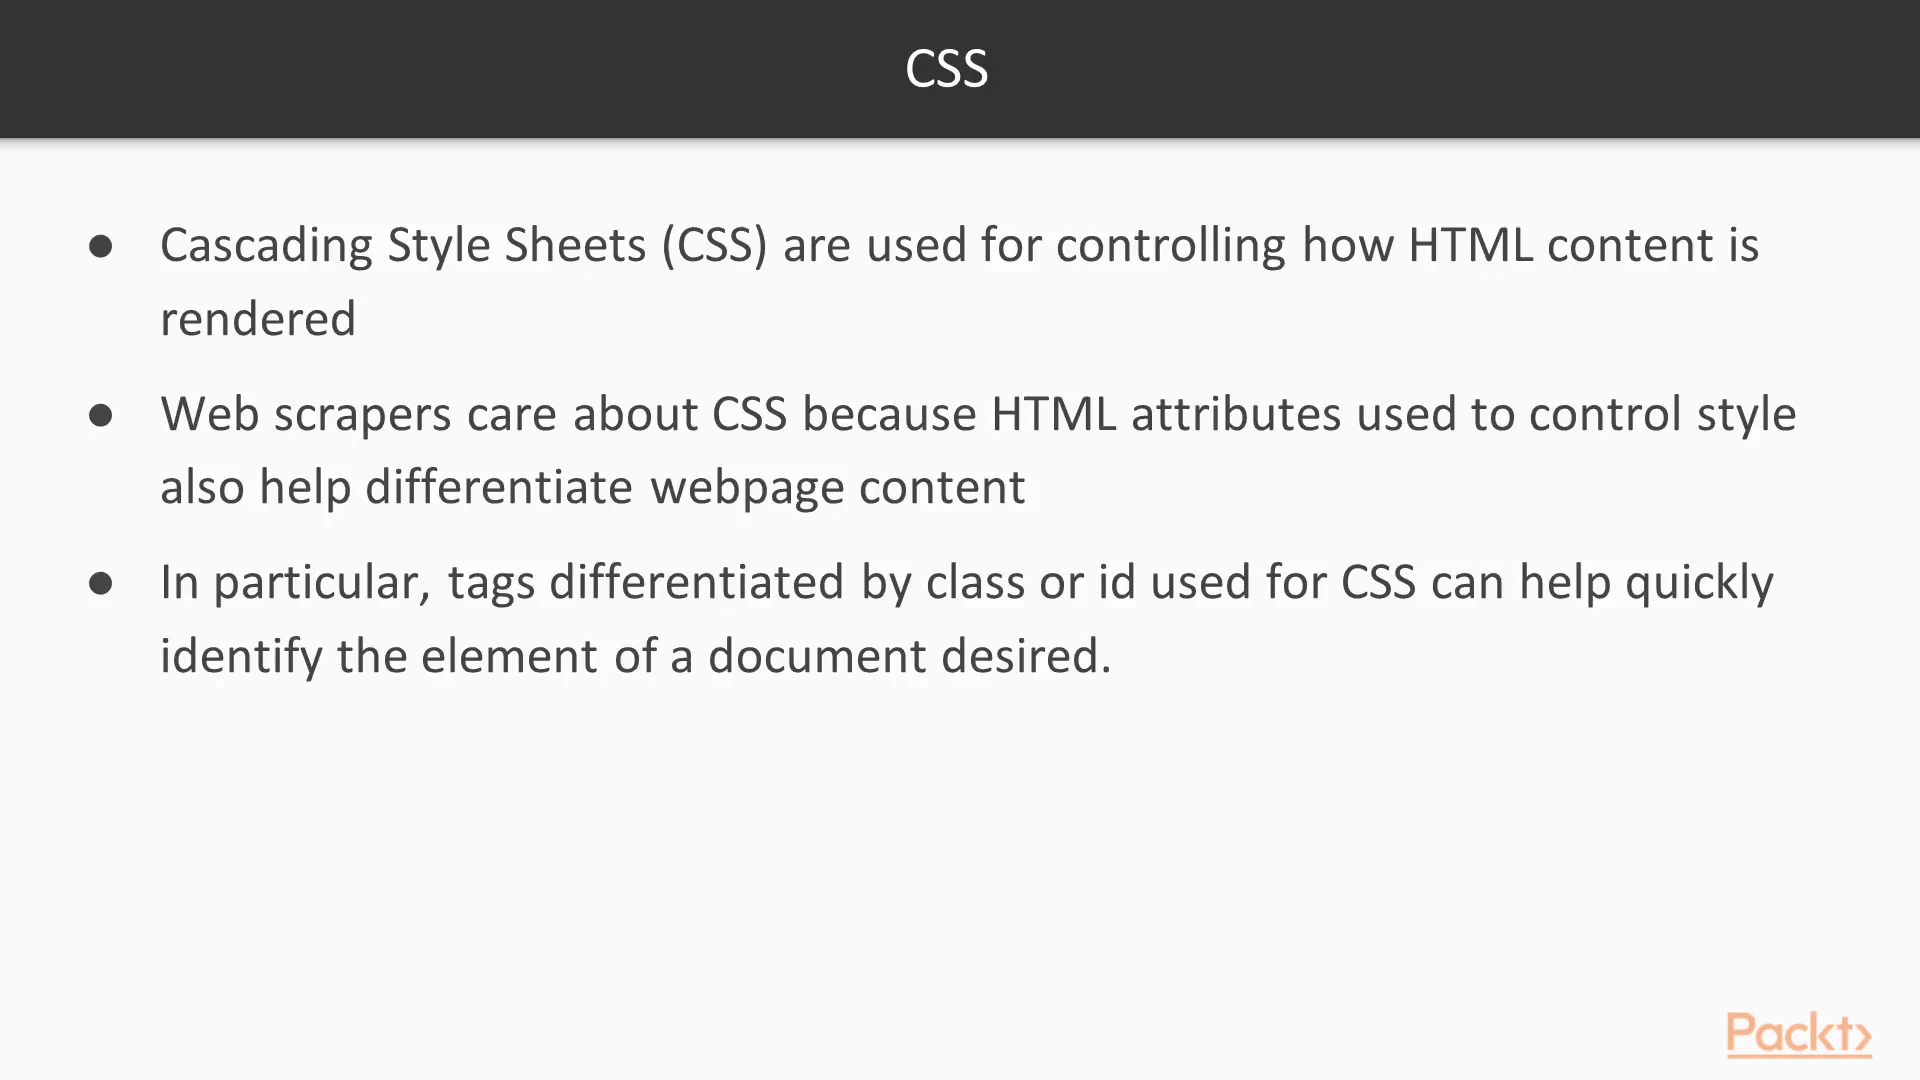 CSS
● Cascading Style Sheets (CSS) are used for controlling how HTML content is
rendered
● Web scrapers care about CSS because HTML attributes used to control style
also help differentiate webpage content
● In particular, tags differentiated by class or id used for CSS can help quickly
identify the element of a document desired.
Packt>